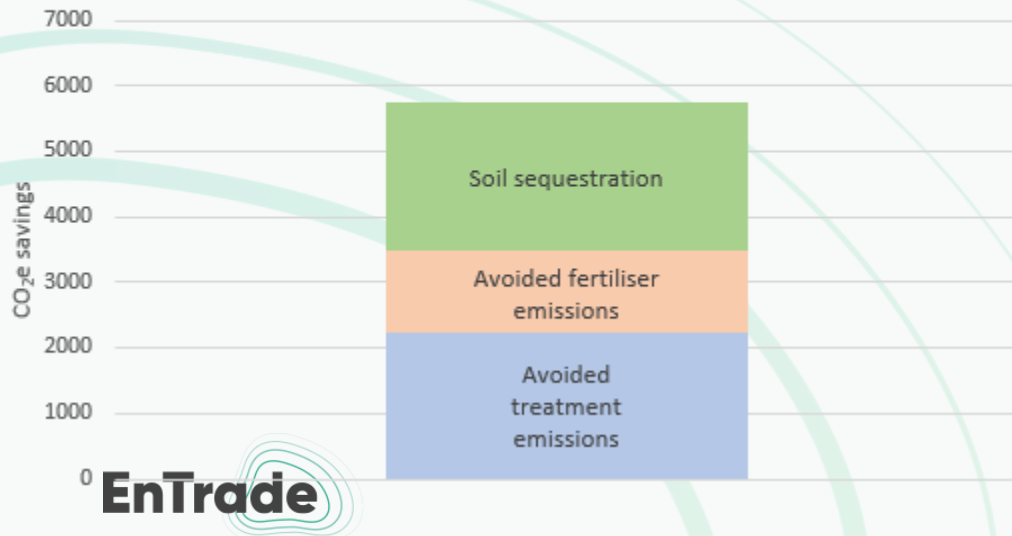 7000
6000
5000
4000
3000
2000
1000
0
CO₂e savings
Soil sequestration
Avoided fertiliser
emissions
Avoided
treatment
emissions
EnTrade